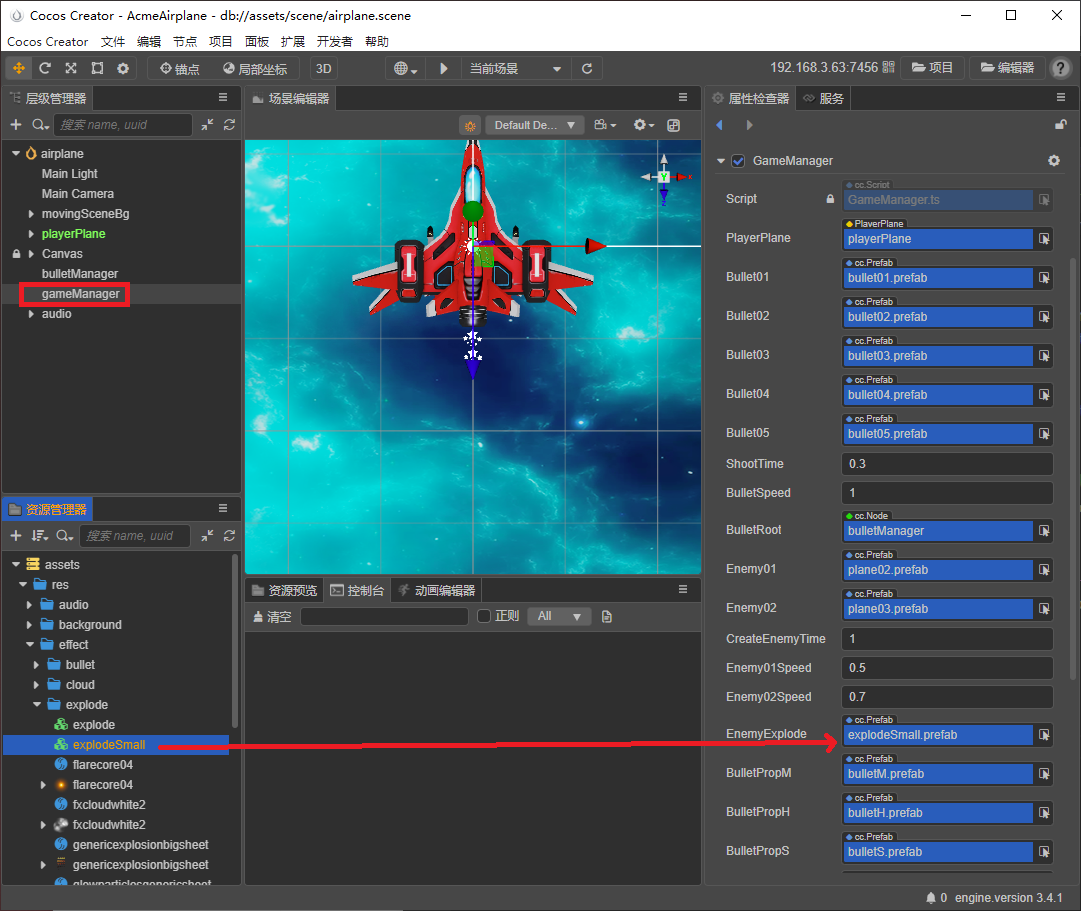 Cocos Creator - AcmeAirplane - db://assets/scene/airplane.scene
Cocos Creator 文件 编辑 节点 项目 面板 扩展 开发者 帮助
锚点 局部坐标 3D 当前场景 192.168.3.63:7456 项目 编辑器 ?
层级管理器
搜索 name, uuid
airplane
Main Light
Main Camera
movingSceneBg
playerPlane
Canvas
bulletManager
gameManager
audio
场景编辑器
Default De...
Y
x
z
资源管理器
搜索 name, uuid
assets
res
audio
background
effect
bullet
cloud
explode
explode
explodeSmall
flarecore04
flarecore04
fxcloudwhite2
fxcloudwhite2
genericexplosionbigsheet
genericexplosionbigsheet
glowparticlesgenericsheet
资源预览 控制台 动画编辑器
清空 正则 All
属性检查器 服务
GameManager
cc.Script
Script GameManager.ts
PlayerPlane
PlayerPlane playerPlane
cc.Prefab
Bullet01 bullet01.prefab
cc.Prefab
Bullet02 bullet02.prefab
cc.Prefab
Bullet03 bullet03.prefab
cc.Prefab
Bullet04 bullet04.prefab
cc.Prefab
Bullet05 bullet05.prefab
ShootTime 0.3
BulletSpeed 1
cc.Node
BulletRoot bulletManager
cc.Prefab
Enemy01 plane02.prefab
cc.Prefab
Enemy02 plane03.prefab
CreateEnemyTime 1
Enemy01Speed 0.5
Enemy02Speed 0.7
cc.Prefab
EnemyExplode explodeSmall.prefab
cc.Prefab
BulletPropM bulletM.prefab
cc.Prefab
BulletPropH bulletH.prefab
cc.Prefab
BulletPropS bulletS.prefab
0 engine.version 3.4.1